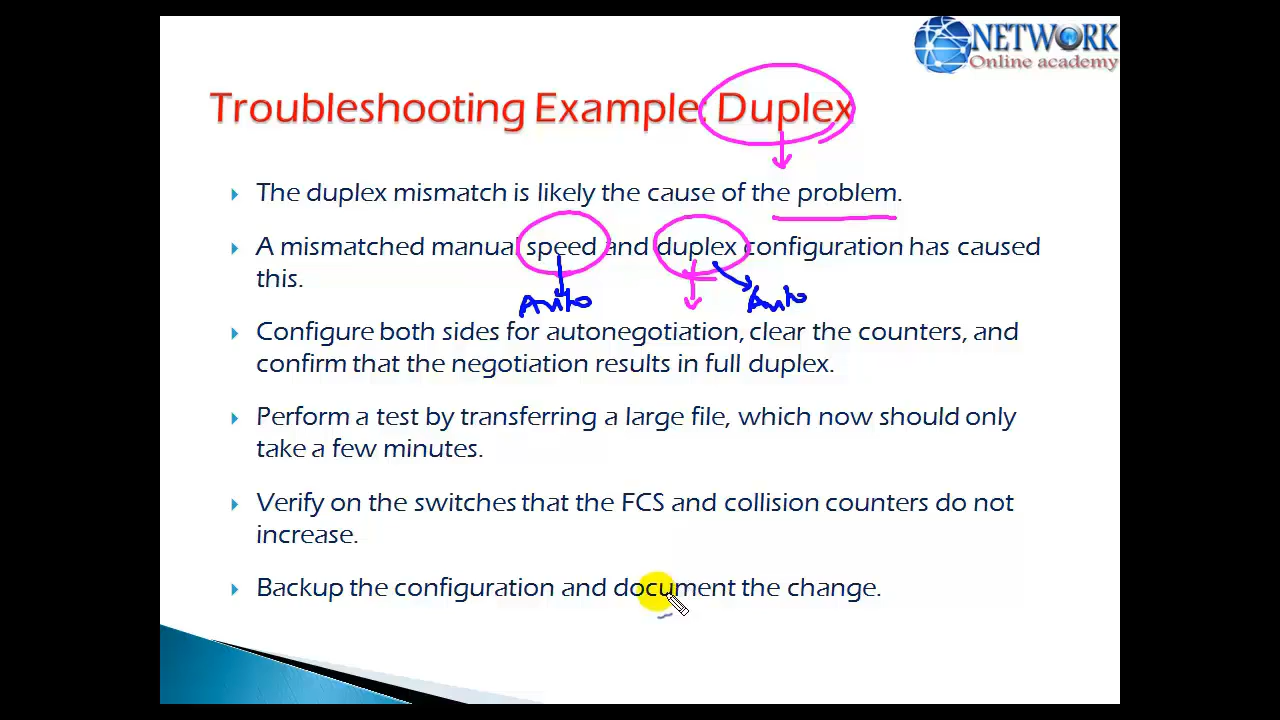 NETWORK
Online academy
Troubleshooting Example: Duplex
The duplex mismatch is likely the cause of the problem.
A mismatched manual speed and duplex configuration has caused
this.
Auto
Auto
Configure both sides for autonegotiation, clear the counters, and
confirm that the negotiation results in full duplex.
Perform a test by transferring a large file, which now should only
take a few minutes.
Verify on the switches that the FCS and collision counters do not
increase.
Backup the configuration and document the change.